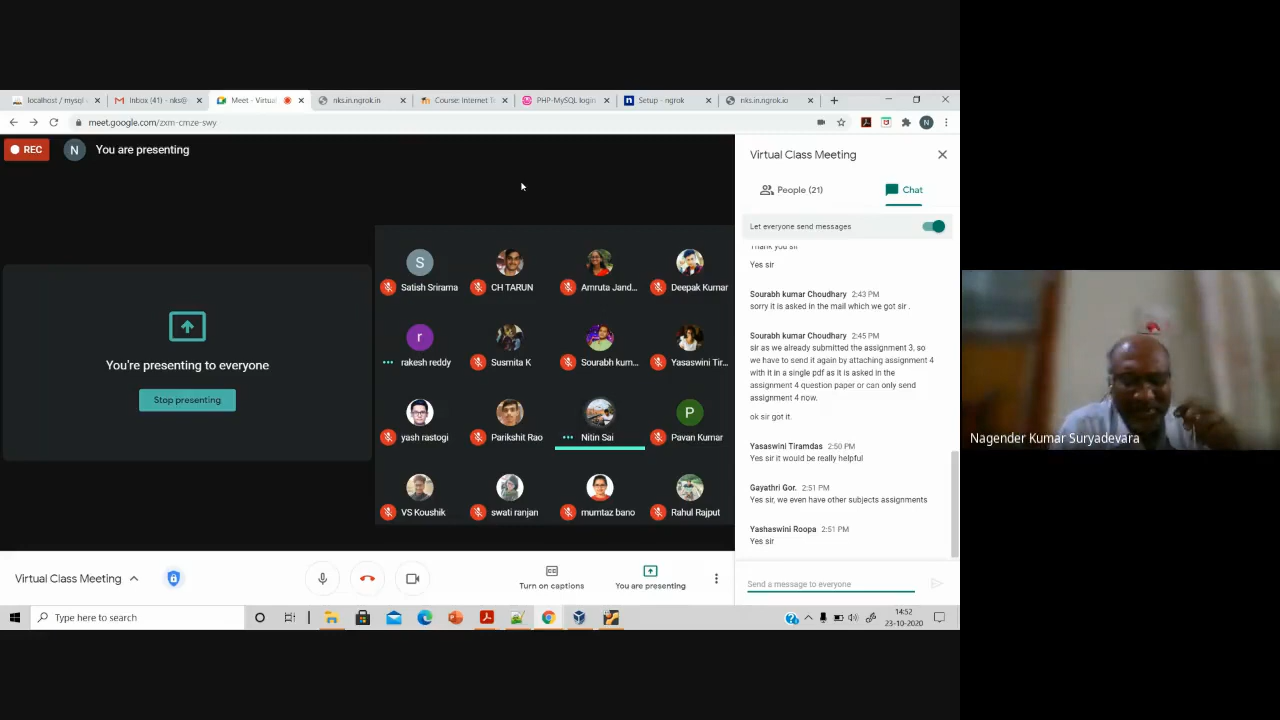 localhost / mysql
Inbox (41) - nks@
Meet - Virtual
nks.in.ngrok.in
Course: Internet T
PHP-MySQL login
Setup - ngrok
nks.in.ngrok.io
meet.google.com/zxm-cmze-swy
N
REC
N
You are presenting
Virtual Class Meeting
People (21)
Chat
Let everyone send messages
Thank you sir
Yes sir
Sourabh kumar Choudhary 2:43 PM
sorry it is asked in the mail which we got sir .
Sourabh kumar Choudhary 2:45 PM
sir as we already submitted the assignment 3, so
we have to send it again by attaching assignment 4
with it in a single pdf as it is asked in the
assignment 4 question paper or can only send
assignment 4 now.
ok sir got it.
Yasaswini Tiramdas 2:50 PM
Yes sir it would be really helpful
Gayathri Gor. 2:51 PM
Yes sir, we even have other subjects assignments
Yashaswini Roopa 2:51 PM
Yes sir
Send a message to everyone
You're presenting to everyone
Stop presenting
S
Satish Srirama
CH TARUN
Amruta Jand...
Deepak Kumar
r
rakesh reddy
Susmita K
Sourabh kum...
Yasaswini Tir...
yash rastogi
Parikshit Rao
Nitin Sai
P
Pavan Kumar
VS Koushik
swati ranjan
mumtaz bano
Rahul Rajput
Virtual Class Meeting
Turn on captions
You are presenting
Type here to search
14:52
23-10-2020
Nagender Kumar Suryadevara